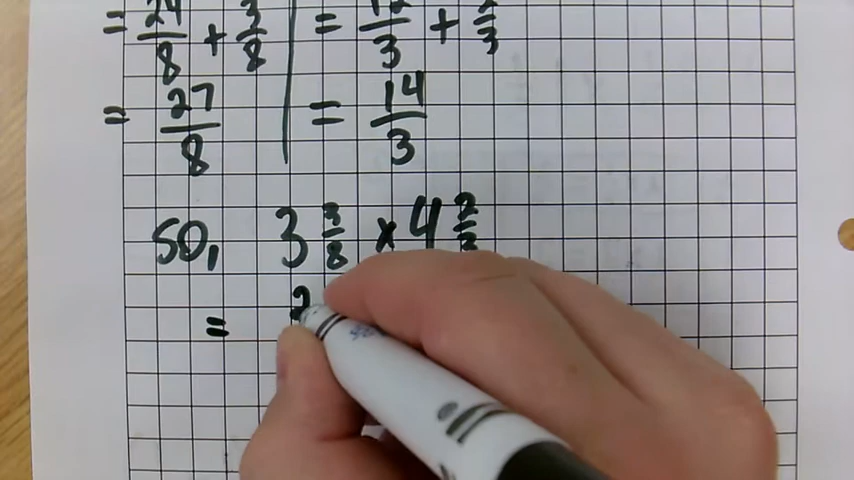 = 24/8 + 3/8 | = 12/3 + 2/3
= 27/8 | = 14/3
SO, 3 3/8 × 4 2/3
= 2